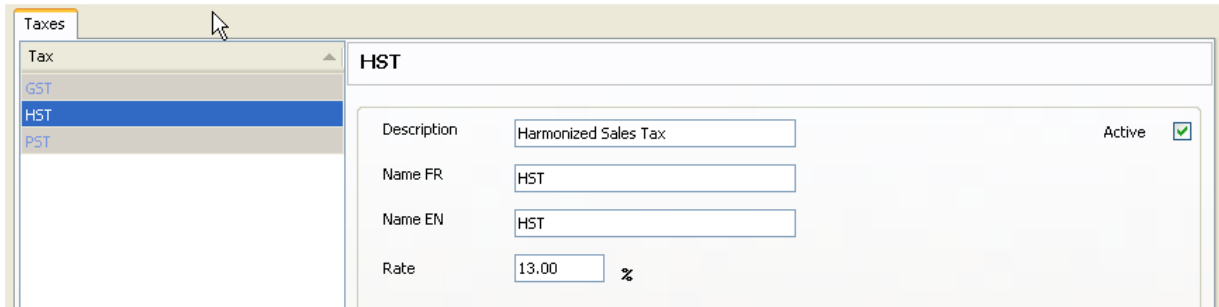 Taxes
Tax
GST
HST
PST
HST
Description Harmonized Sales Tax Active
Name FR HST
Name EN HST
Rate 13.00 %